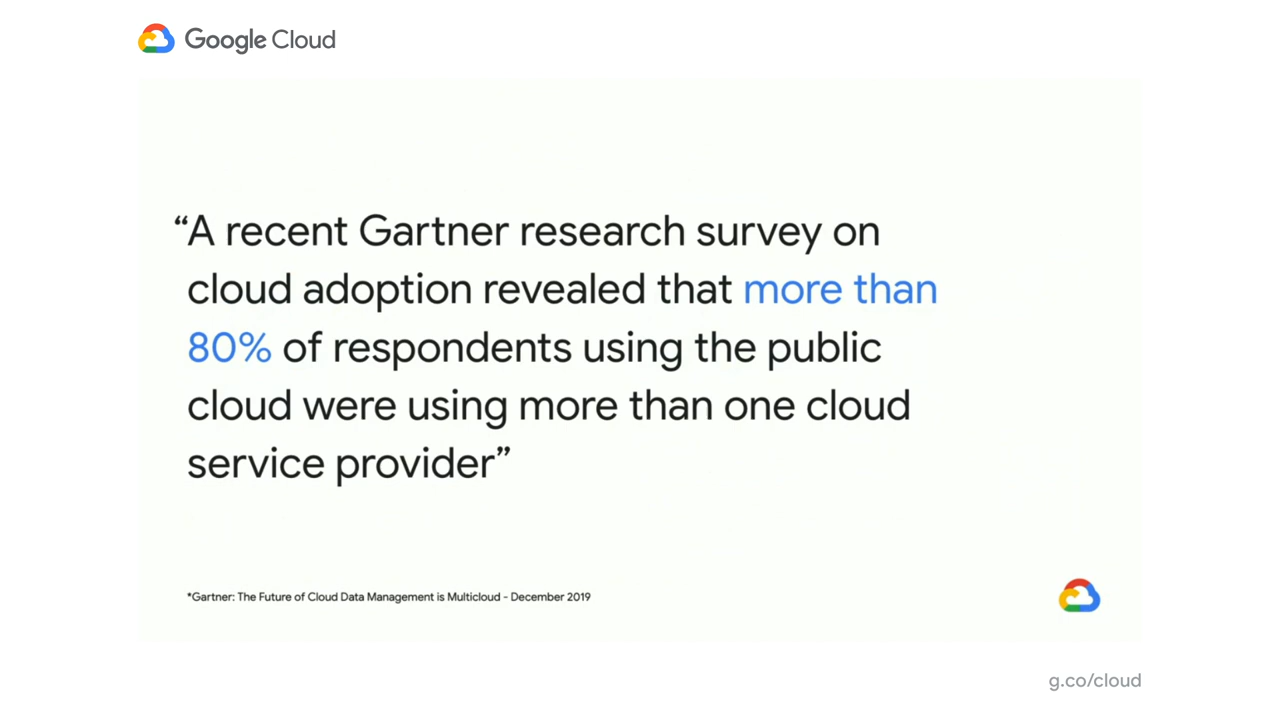 Google Cloud
“A recent Gartner research survey on
cloud adoption revealed that more than
80% of respondents using the public
cloud were using more than one cloud
service provider”
*Gartner: The Future of Cloud Data Management is Multicloud - December 2019
g.co/cloud